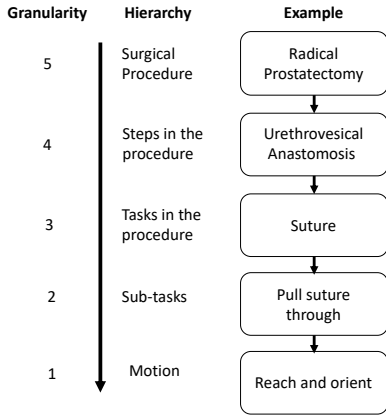 Granularity Hierarchy Example
5 Surgical Procedure Radical Prostatectomy
4 Steps in the procedure Urethrovesical Anastomosis
3 Tasks in the procedure Suture
2 Sub-tasks Pull suture through
1 Motion Reach and orient